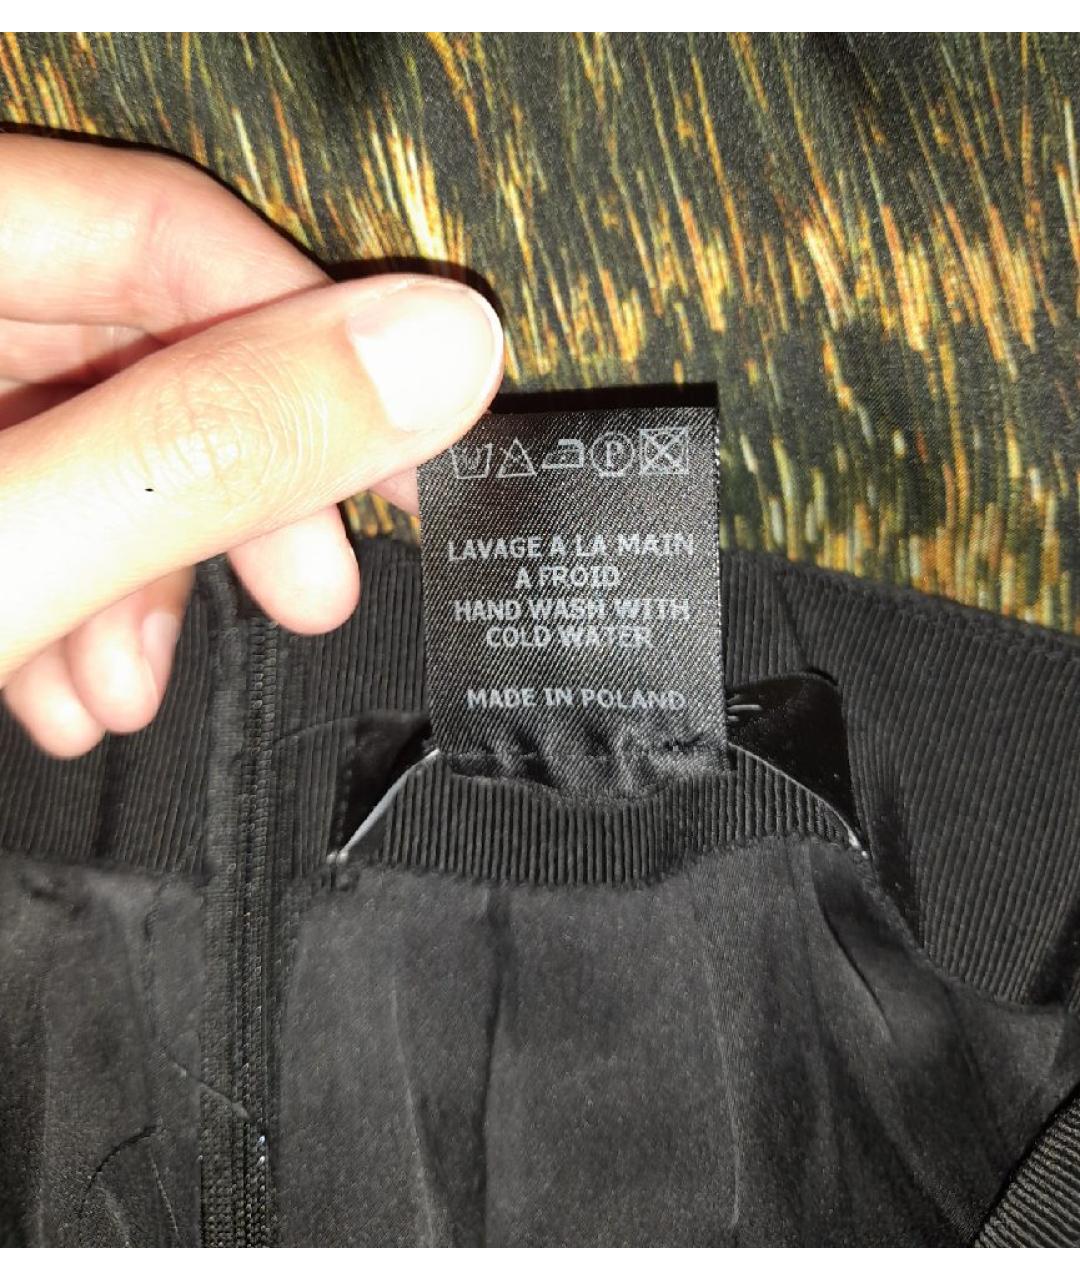 LAVAGE A LA MAIN
A FROID
HAND WASH WITH
COLD WATER
MADE IN POLAND